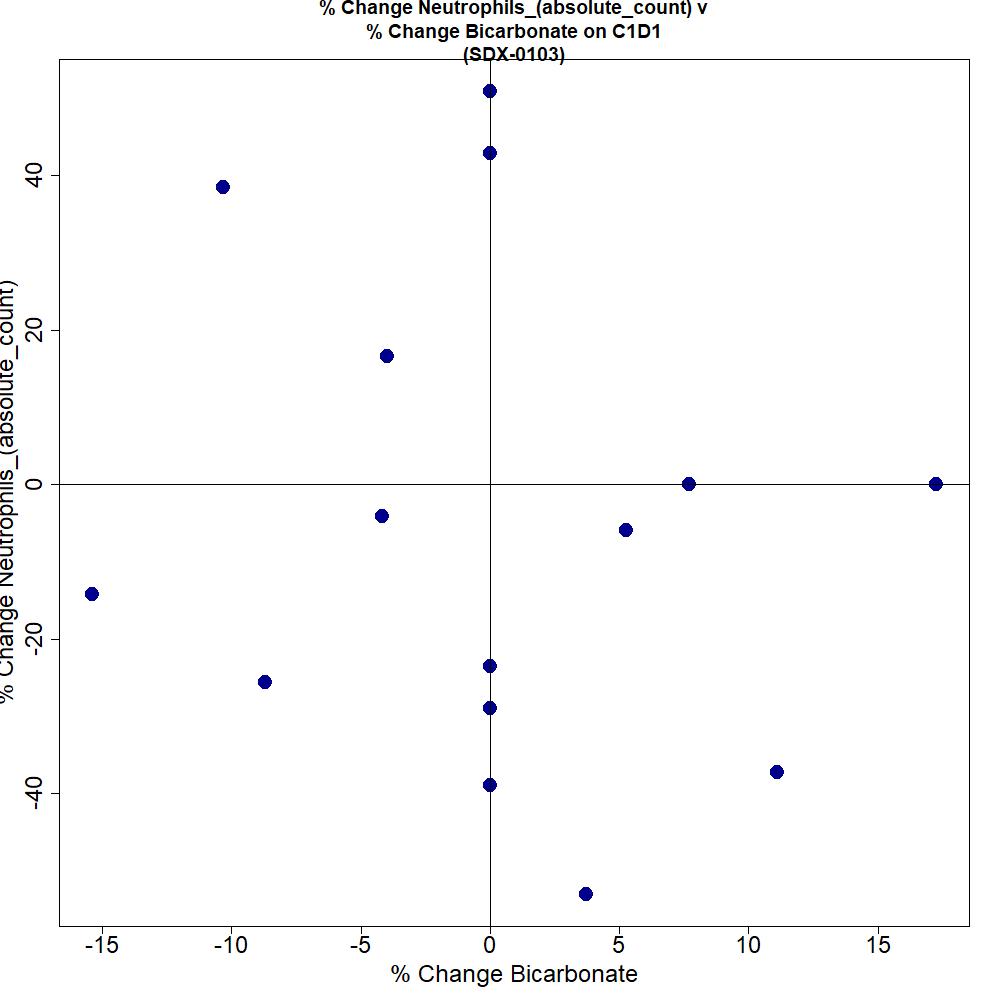 % Change Neutrophils_(absolute_count) v
% Change Bicarbonate on C1D1
(SDX-0103)
% Change Neutrophils_(absolute_count)
40
20
0
-20
-40
-15 -10 -5 0 5 10 15
% Change Bicarbonate